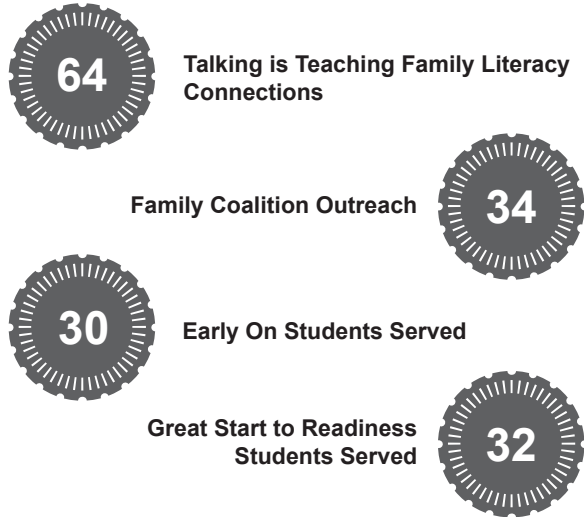 64
Talking is Teaching Family Literacy
Connections
Family Coalition Outreach
34
30
Early On Students Served
Great Start to Readiness
Students Served
32